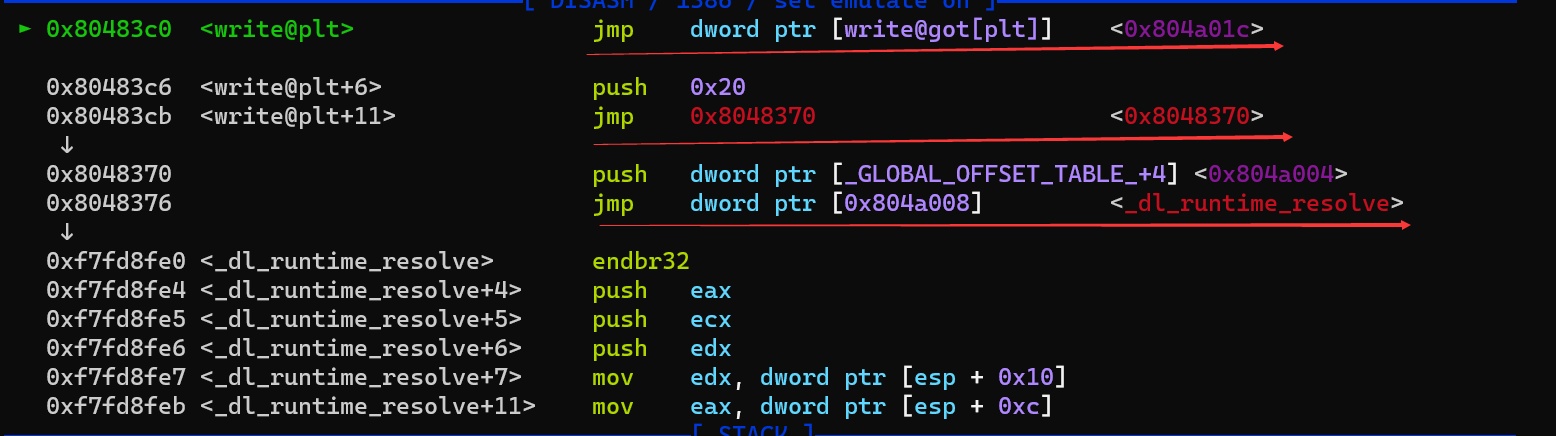 [ DISASM / i386 / set emulate on ]
► 0x80483c0 <write@plt> jmp dword ptr [write@got[plt]] <0x804a01c>
0x80483c6 <write@plt+6> push 0x20
0x80483cb <write@plt+11> jmp 0x8048370 <0x8048370>
↓
0x8048370 push dword ptr [_GLOBAL_OFFSET_TABLE_+4] <0x804a004>
0x8048376 jmp dword ptr [0x804a008] <_dl_runtime_resolve>
↓
0xf7fd8fe0 <_dl_runtime_resolve> endbr32
0xf7fd8fe4 <_dl_runtime_resolve+4> push eax
0xf7fd8fe5 <_dl_runtime_resolve+5> push ecx
0xf7fd8fe6 <_dl_runtime_resolve+6> push edx
0xf7fd8fe7 <_dl_runtime_resolve+7> mov edx, dword ptr [esp + 0x10]
0xf7fd8feb <_dl_runtime_resolve+11> mov eax, dword ptr [esp + 0xc]
[ STACK ]